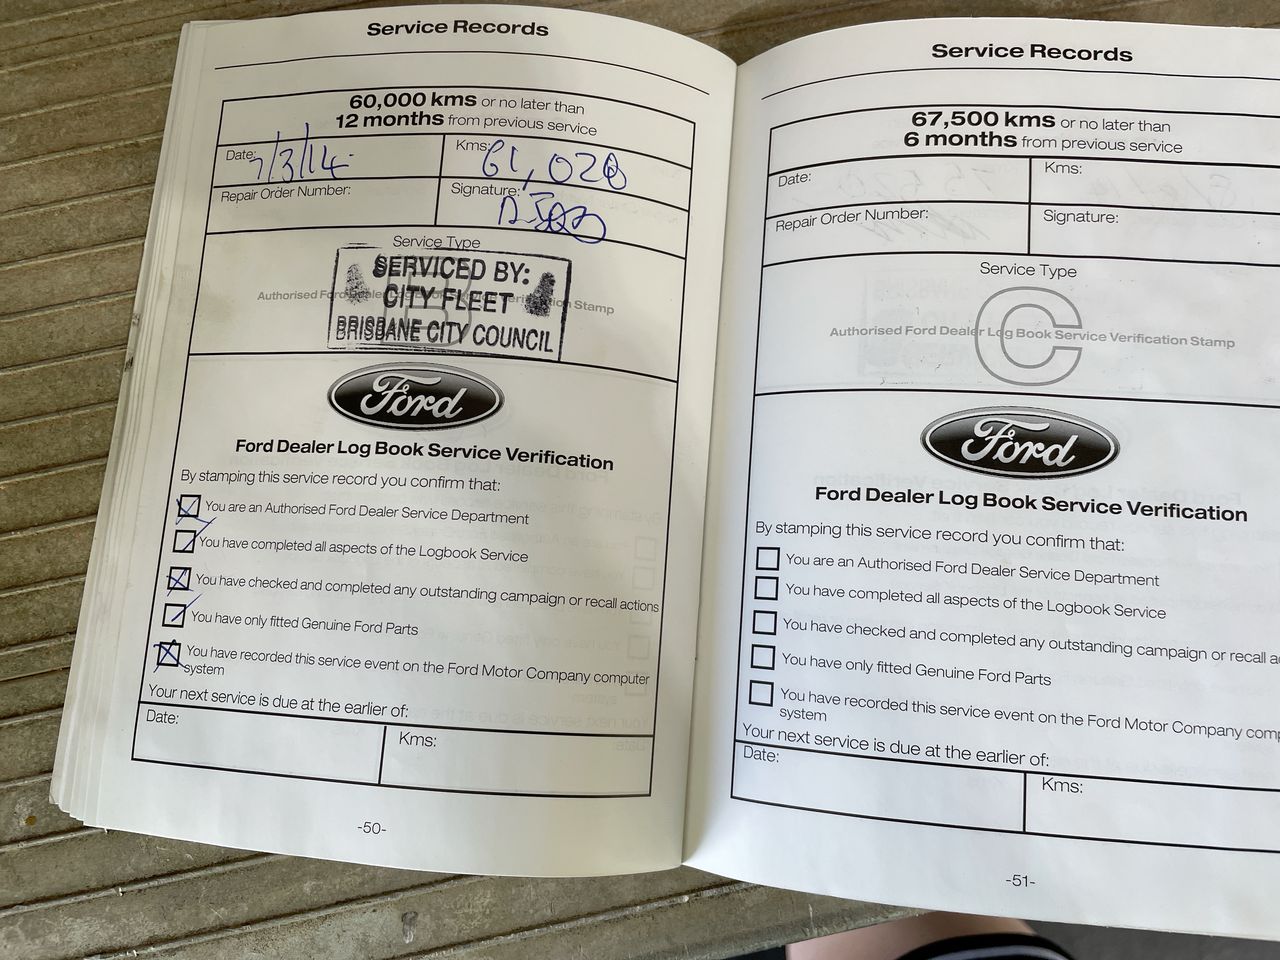 Service Records
60,000 kms or no later than
12 months from previous service
Date: 7/3/14
Kms: 61,028
Repair Order Number:
Signature:
Service Type
Authorised Ford Dealer Log Book Service Verification Stamp
SERVICED BY:
CITY FLEET
BRISBANE CITY COUNCIL
Ford
Ford Dealer Log Book Service Verification
By stamping this service record you confirm that:
You are an Authorised Ford Dealer Service Department
You have completed all aspects of the Logbook Service
You have checked and completed any outstanding campaign or recall actions
You have only fitted Genuine Ford Parts
You have recorded this service event on the Ford Motor Company computer
system
Your next service is due at the earlier of:
Date:
Kms:
-50-
Service Records
67,500 kms or no later than
6 months from previous service
Date:
Kms:
Repair Order Number:
Signature:
Service Type
C
Authorised Ford Dealer Log Book Service Verification Stamp
Ford
Ford Dealer Log Book Service Verification
By stamping this service record you confirm that:
You are an Authorised Ford Dealer Service Department
You have completed all aspects of the Logbook Service
You have checked and completed any outstanding campaign or recall a
You have only fitted Genuine Ford Parts
You have recorded this service event on the Ford Motor Company comp
system
Your next service is due at the earlier of:
Date:
Kms:
-51-